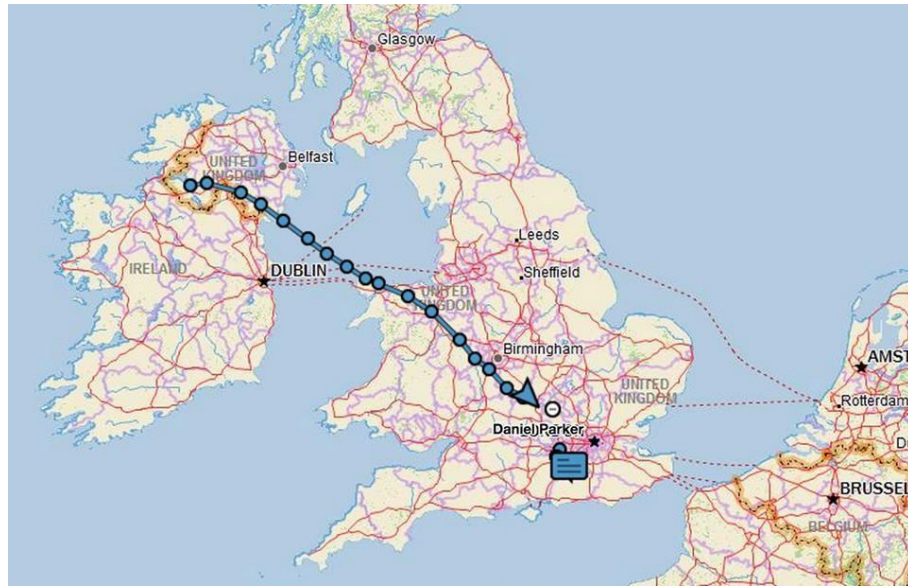 Glasgow
UNITED
KINGDOM
Belfast
Leeds
IRELAND
DUBLIN
Sheffield
UNITED
KINGDOM
Birmingham
AMST
UNITED
KINGDOM
Rotterdam
Daniel Parker
D
BRUSSEL
BELGIUM